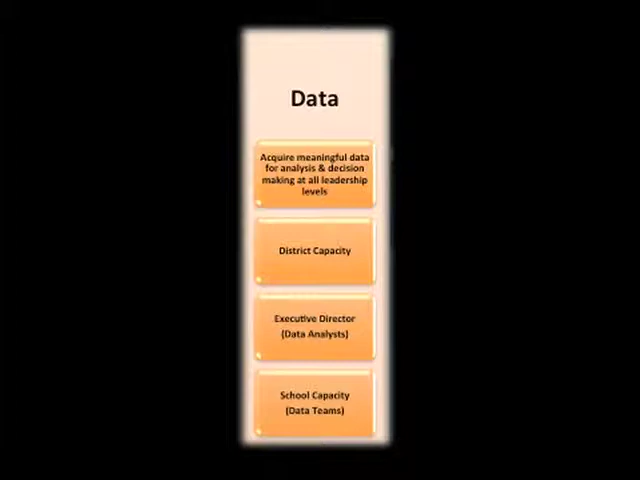 Data
Acquire meaningful data
for analysis & decision
making at all leadership
levels
District Capacity
Executive Director
(Data Analysts)
School Capacity
(Data Teams)